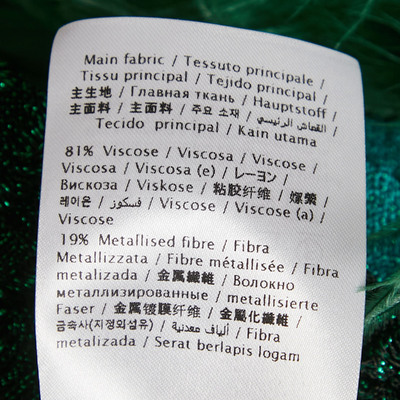 Main fabric / Tessuto principale /
Tissu principal / Tejido principal /
主生地 / Главная ткань / Hauptstoff /
主面料 / 主面料 / 주요 소재 / القماش الرئيسي /
Tecido principal / Kain utama
81% Viscose / Viscosa / Viscose /
Viscosa / Viscosa (e) / レーヨン /
Вискоза / Viskose / 粘胶纤维 / 嫘縈 /
레이온 / فسكوز / Viscose / Viscose (a) /
Viscose
19% Metallised fibre / Fibra
Metallizzata / Fibre métallisée / Fibra
metalizada / 金属繊維 / Волокно
металлизированные / metallisierte
Faser / 金属镀膜纤维 / 金屬化纖維 /
금속사(지정외섬유) / ألياف معدنية / Fibra
metalizada / Serat berlapis logam